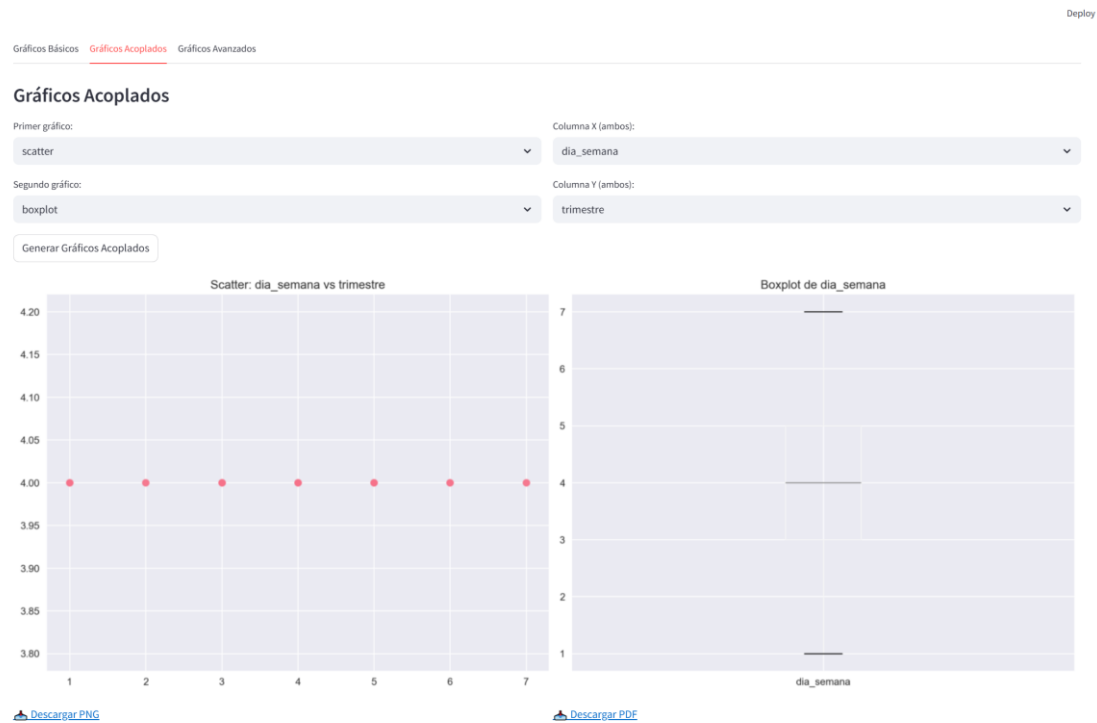 Deploy
Gráficos Básicos Gráficos Acoplados Gráficos Avanzados
Gráficos Acoplados
Primer gráfico:
scatter
Columna X (ambos):
dia_semana
Segundo gráfico:
boxplot
Columna Y (ambos):
trimestre
Generar Gráficos Acoplados
Scatter: dia_semana vs trimestre
4.20
4.15
4.10
4.05
4.00
3.95
3.90
3.85
3.80
1 2 3 4 5 6 7
Boxplot de dia_semana
7
6
5
4
3
2
1
dia_semana
Descargar PNG
Descargar PDF